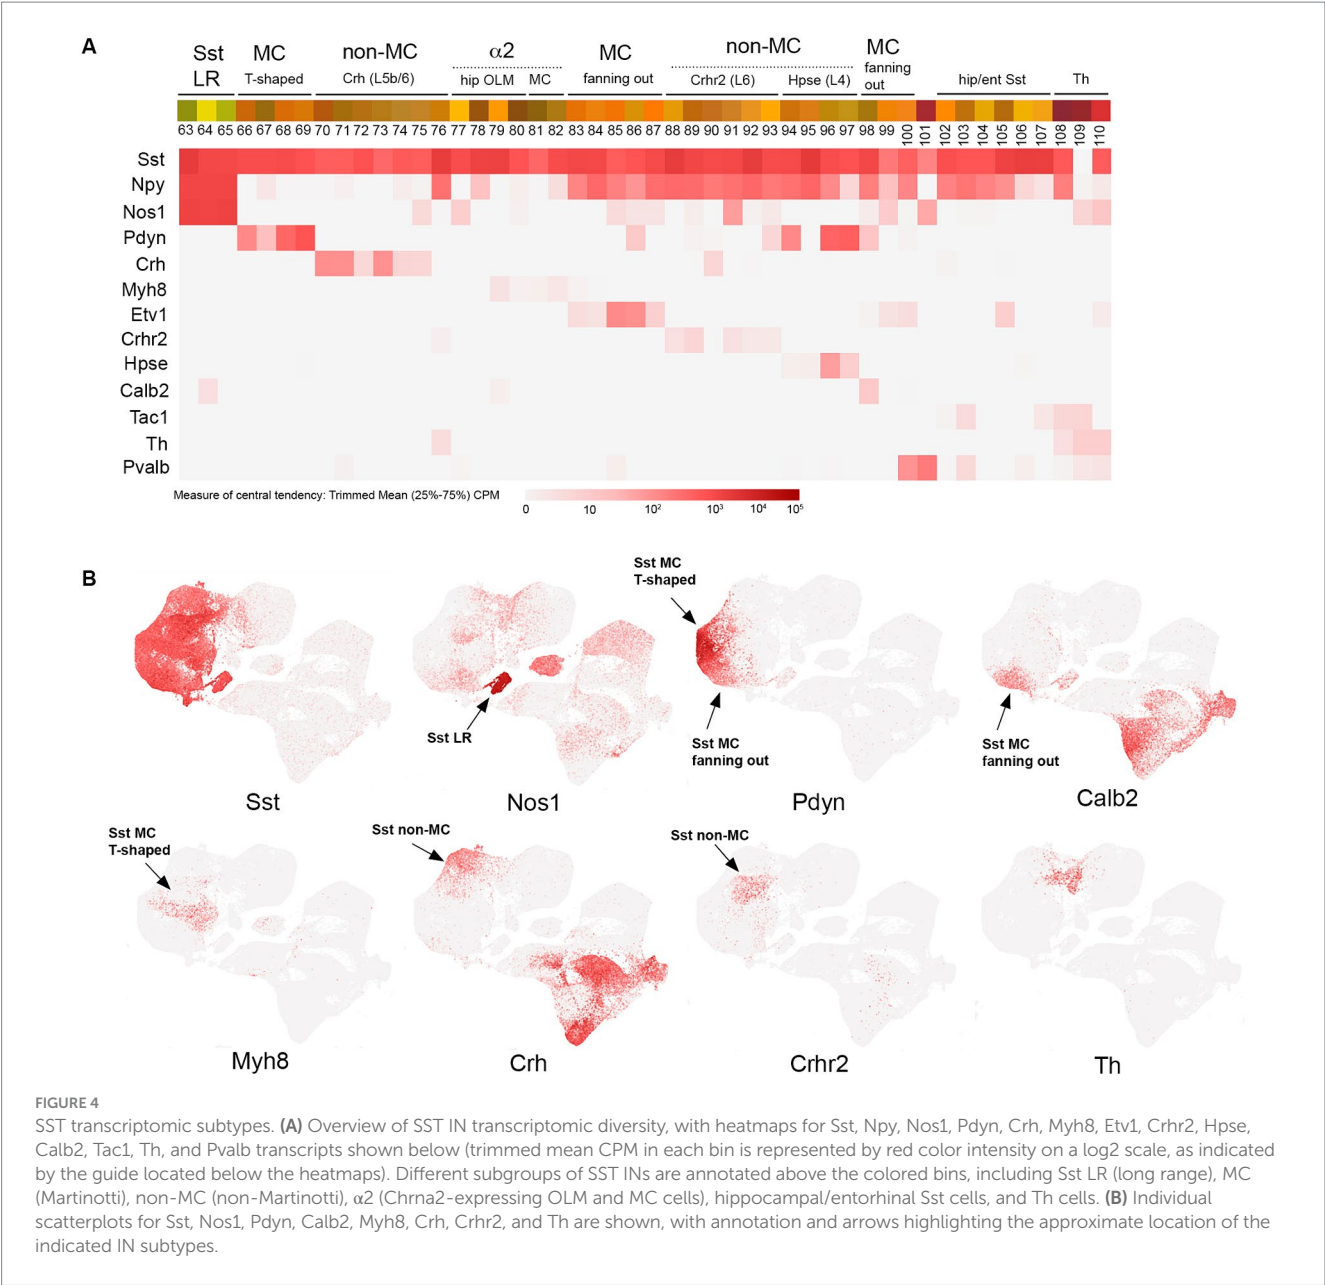 A
Sst LR
MC
T-shaped
non-MC
Crh (L5b/6)
α2
hip OLM
MC
MC
fanning out
non-MC
Crhr2 (L6)
Hpse (L4)
MC
fanning
out
hip/ent Sst
Th
63 64 65 66 67 68 69 70 71 72 73 74 75 76 77 78 79 80 81 82 83 84 85 86 87 88 89 90 91 92 93 94 95 96 97 98 99 100 101 102 103 104 105 106 107 108 109 110
Sst
Npy
Nos1
Pdyn
Crh
Myh8
Etv1
Crhr2
Hpse
Calb2
Tac1
Th
Pvalb
Measure of central tendency: Trimmed Mean (25%-75%) CPM
0 10 10² 10³ 10⁴ 10⁵
B
Sst MC
T-shaped
Sst LR
Sst MC
fanning out
Sst MC
fanning out
Sst
Nos1
Pdyn
Calb2
Sst MC
T-shaped
Sst non-MC
Sst non-MC
Myh8
Crh
Crhr2
Th
FIGURE 4
SST transcriptomic subtypes. (A) Overview of SST IN transcriptomic diversity, with heatmaps for Sst, Npy, Nos1, Pdyn, Crh, Myh8, Etv1, Crhr2, Hpse,
Calb2, Tac1, Th, and Pvalb transcripts shown below (trimmed mean CPM in each bin is represented by red color intensity on a log2 scale, as indicated
by the guide located below the heatmaps). Different subgroups of SST INs are annotated above the colored bins, including Sst LR (long range), MC
(Martinotti), non-MC (non-Martinotti), α2 (Chrna2-expressing OLM and MC cells), hippocampal/entorhinal Sst cells, and Th cells. (B) Individual
scatterplots for Sst, Nos1, Pdyn, Calb2, Myh8, Crh, Crhr2, and Th are shown, with annotation and arrows highlighting the approximate location of the
indicated IN subtypes.